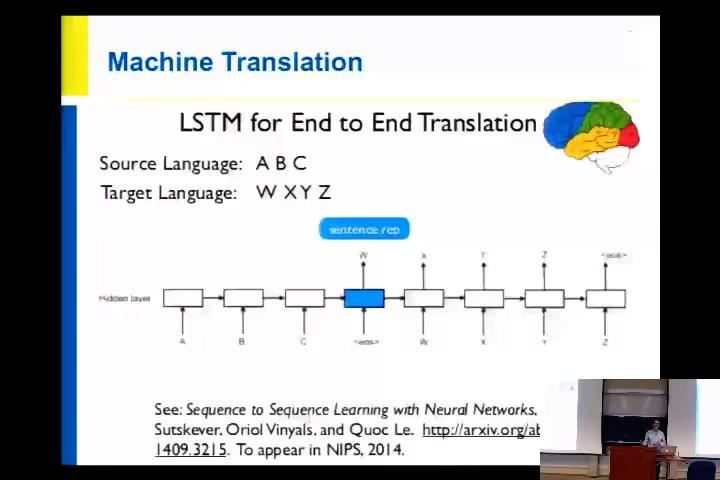 Machine Translation
LSTM for End to End Translation
Source Language: A B C
Target Language: W X Y Z
sentence rep
W X Y Z <eos>
Hidden layer
A B C <eos> W X Y Z
See: Sequence to Sequence Learning with Neural Networks,
Sutskever, Oriol Vinyals, and Quoc Le. http://arxiv.org/ab
1409.3215. To appear in NIPS, 2014.